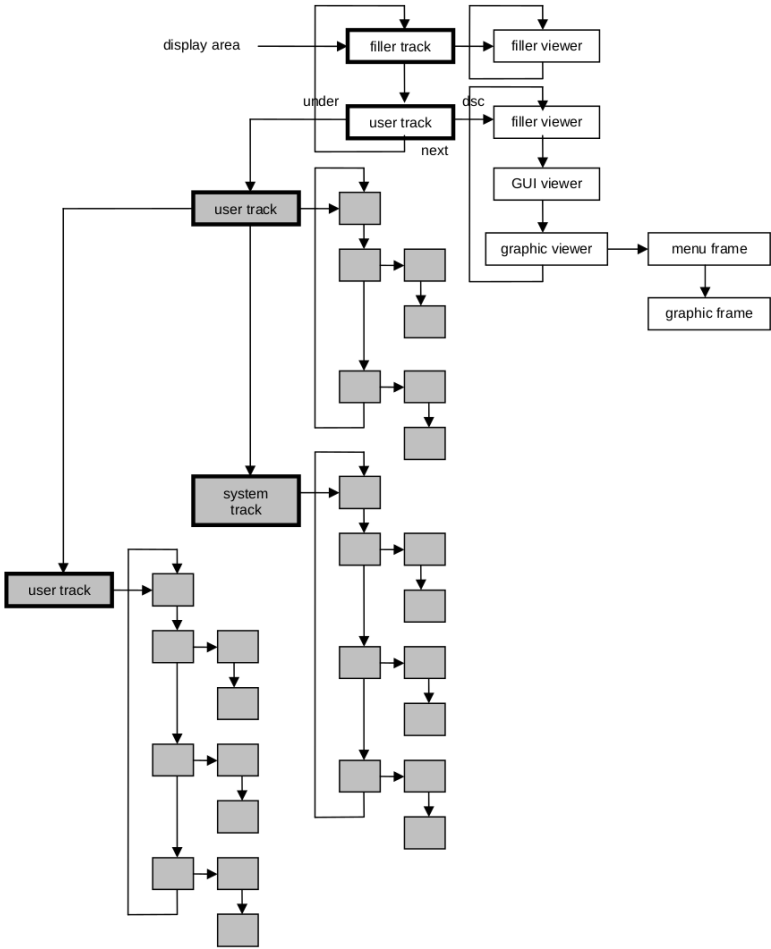 display area
filler track
filler viewer
under
dsc
user track
filler viewer
next
GUI viewer
user track
graphic viewer
menu frame
graphic frame
system
track
user track